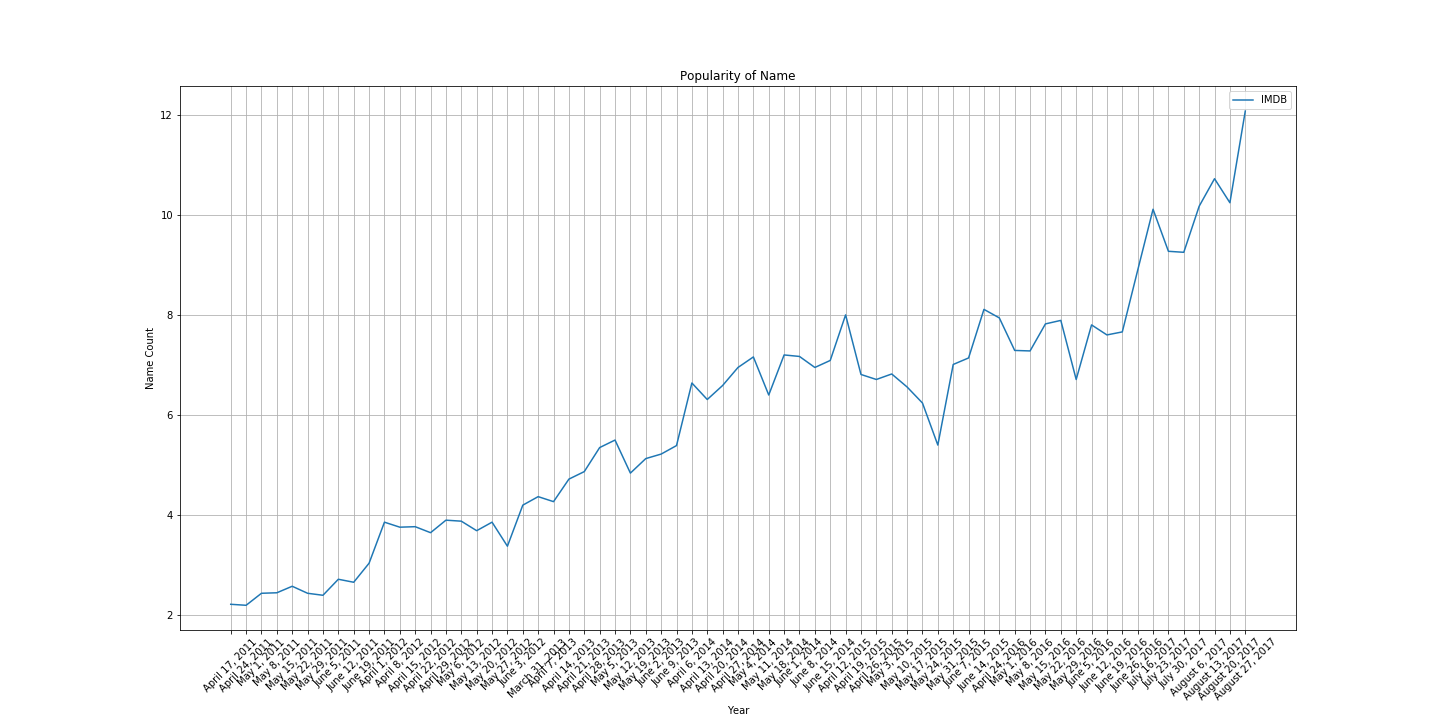 Popularity of Name
IMDB
12
10
8
6
4
2
Name Count
April 17, 2011
April 24, 2011
May 1, 2011
May 8, 2011
May 15, 2011
May 22, 2011
May 29, 2011
June 5, 2011
June 12, 2011
June 19, 2011
April 1, 2012
April 8, 2012
April 15, 2012
April 22, 2012
April 29, 2012
May 6, 2012
May 13, 2012
May 20, 2012
May 27, 2012
June 3, 2012
March 31, 2013
April 7, 2013
April 14, 2013
April 21, 2013
April 28, 2013
May 5, 2013
May 12, 2013
May 19, 2013
June 2, 2013
June 9, 2013
April 6, 2014
April 13, 2014
April 20, 2014
April 27, 2014
May 4, 2014
May 11, 2014
May 18, 2014
June 1, 2014
June 8, 2014
June 15, 2014
April 12, 2015
April 19, 2015
April 26, 2015
May 3, 2015
May 10, 2015
May 17, 2015
May 24, 2015
May 31, 2015
June 7, 2015
June 14, 2015
April 24, 2016
May 1, 2016
May 8, 2016
May 15, 2016
May 22, 2016
May 29, 2016
June 5, 2016
June 12, 2016
June 19, 2016
June 26, 2016
July 16, 2017
July 23, 2017
July 30, 2017
August 6, 2017
August 13, 2017
August 20, 2017
August 27, 2017
Year